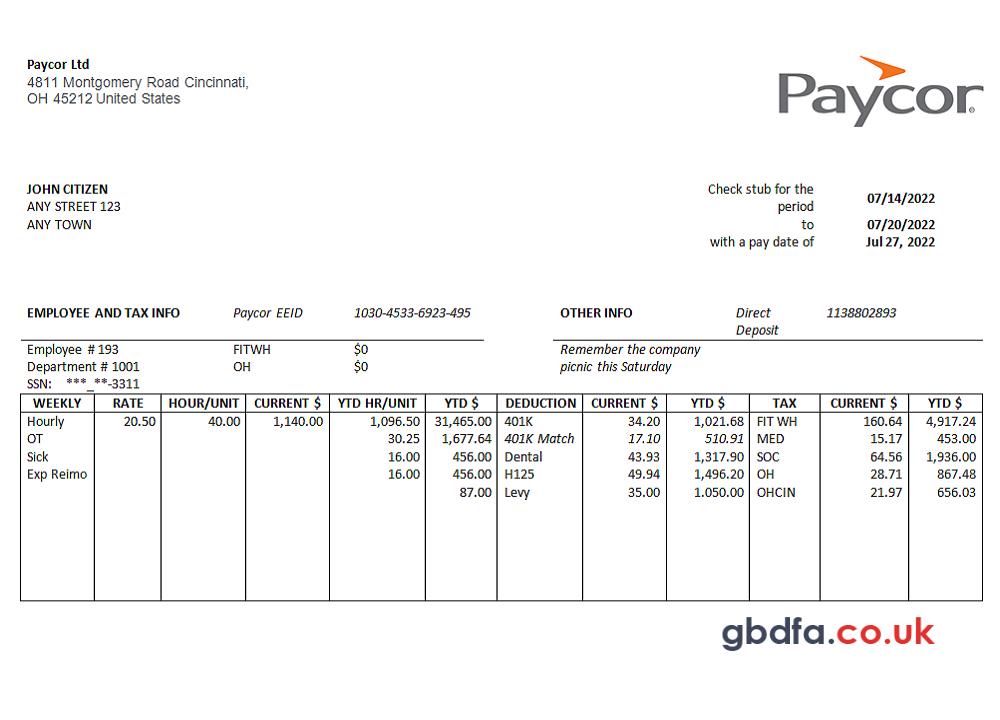 Paycor Ltd
4811 Montgomery Road Cincinnati,
OH 45212 United States
Paycor®
JOHN CITIZEN
ANY STREET 123
ANY TOWN
Check stub for the
period 07/14/2022
to 07/20/2022
with a pay date of Jul 27, 2022
EMPLOYEE AND TAX INFO Paycor EEID 1030-4533-6923-495
OTHER INFO Direct Deposit 1138802893
Employee # 193 FITWH $0
Department # 1001 OH $0
SSN: ***_**-3311
Remember the company
picnic this Saturday
WEEKLY RATE HOUR/UNIT CURRENT $ YTD HR/UNIT YTD $ DEDUCTION CURRENT $ YTD $ TAX CURRENT $ YTD $
Hourly 20.50 40.00 1,140.00 1,096.50 31,465.00 401K 34.20 1,021.68 FIT WH 160.64 4,917.24
OT 30.25 1,677.64 401K Match 17.10 510.91 MED 15.17 453.00
Sick 16.00 456.00 Dental 43.93 1,317.90 SOC 64.56 1,936.00
Exp Reimo 16.00 456.00 H125 49.94 1,496.20 OH 28.71 867.48
87.00 Levy 35.00 1.050.00 OHCIN 21.97 656.03
gbdfa.co.uk